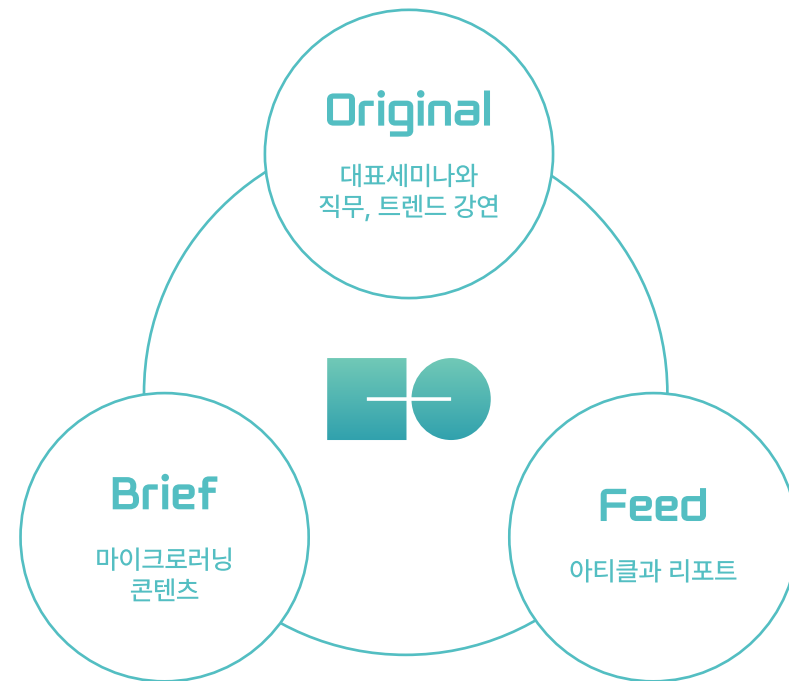 Original
대표세미나와
직무, 트렌드 강연
Brief
마이크로러닝
콘텐츠
Feed
아티클과 리포트